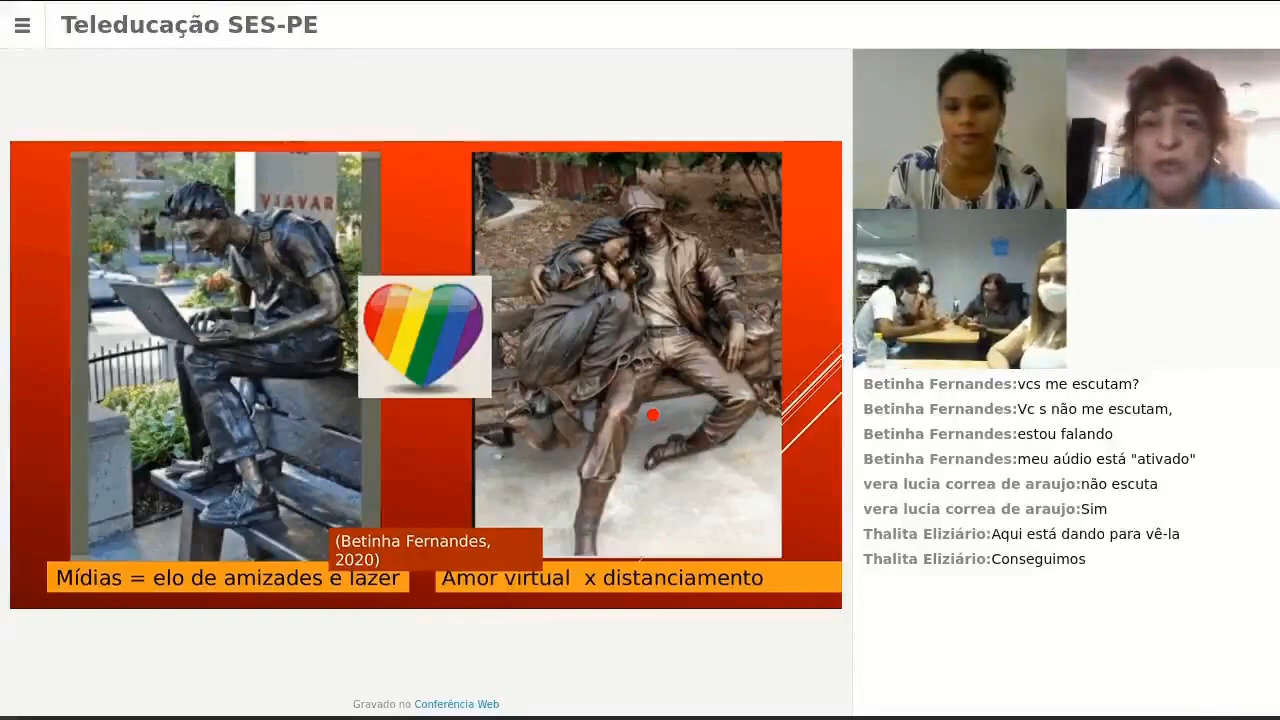 Teleducação SES-PE
VIAVAR
(Betinha Fernandes,
2020)
Mídias = elo de amizades e lazer
Amor virtual x distanciamento
Betinha Fernandes:vcs me escutam?
Betinha Fernandes:Vc s não me escutam,
Betinha Fernandes:estou falando
Betinha Fernandes:meu aúdio está "ativado"
vera lucia correa de araujo:não escuta
vera lucia correa de araujo:Sim
Thalita Eliziário:Aqui está dando para vê-la
Thalita Eliziário:Conseguimos
Gravado no Conferência Web